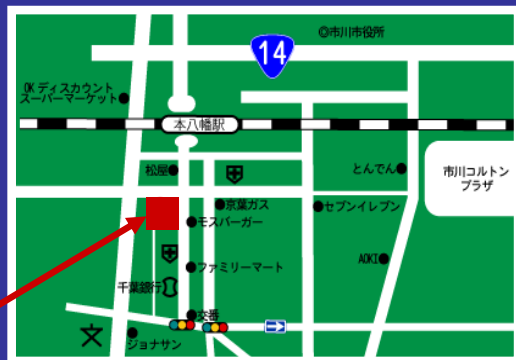 ◎市川市役所
14
OKディスカウント
スーパーマーケット
本八幡駅
松屋
とんでん
市川コルトン
プラザ
京葉ガス
セブンイレブン
モスバーガー
AOKI
ファミリーマート
千葉銀行
交番
ジョナサン